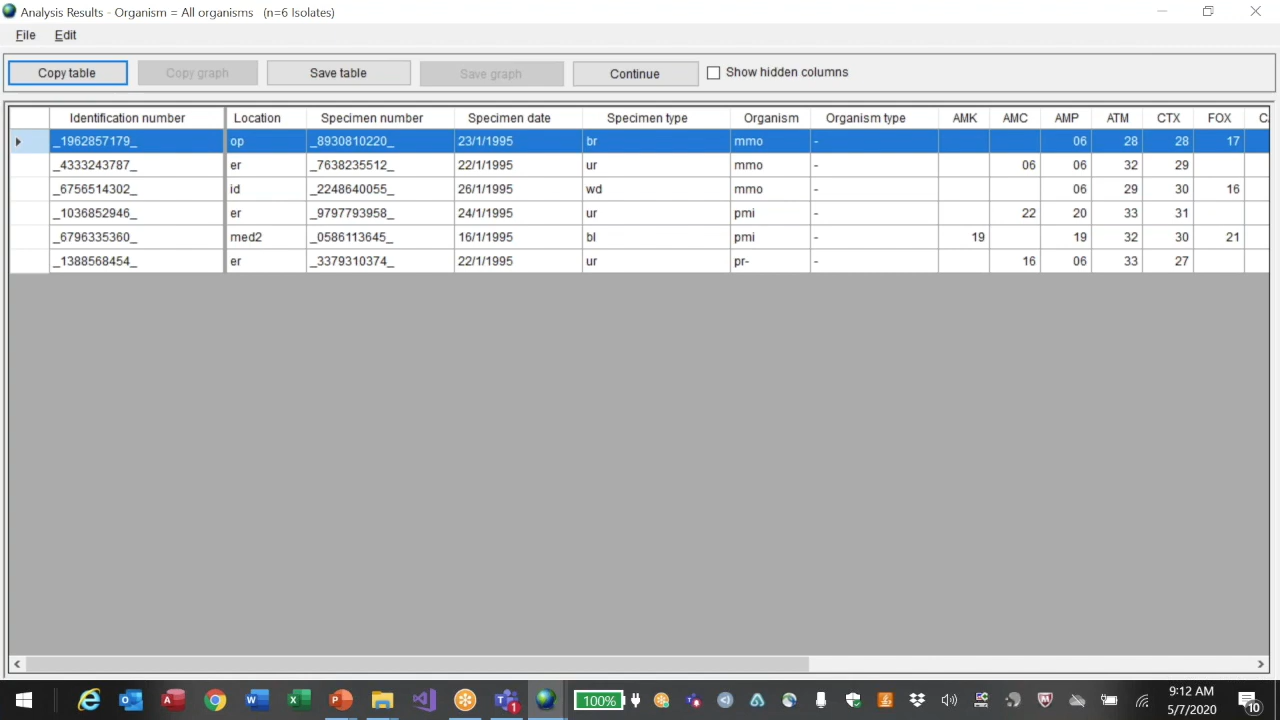 Analysis Results - Organism = All organisms (n=6 Isolates)
File Edit
Copy table Copy graph Save table Save graph Continue Show hidden columns
Identification number Location Specimen number Specimen date Specimen type Organism Organism type AMK AMC AMP ATM CTX FOX
_1962857179_ op _8930810220_ 23/1/1995 br mmo - 06 28 28 17
_4333243787_ er _7638235512_ 22/1/1995 ur mmo - 06 06 32 29
_6756514302_ id _2248640055_ 26/1/1995 wd mmo - 06 29 30 16
_1036852946_ er _9797793958_ 24/1/1995 ur pmi - 22 20 33 31
_6796335360_ med2 _0586113645_ 16/1/1995 bl pmi - 19 19 32 30 21
_1388568454_ er _3379310374_ 22/1/1995 ur pr- - 16 06 33 27
100%
9:12 AM
5/7/2020
10
1